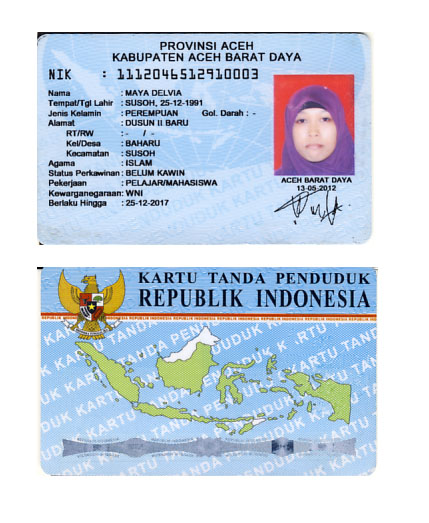 PROVINSI ACEH
KABUPATEN ACEH BARAT DAYA
NIK : 1112046512910003
Nama : MAYA DELVIA
Tempat/Tgl Lahir : SUSOH, 25-12-1991
Jenis Kelamin : PEREMPUAN Gol. Darah : -
Alamat : DUSUN II BARU
RT/RW : - / -
Kel/Desa : BAHARU
Kecamatan : SUSOH
Agama : ISLAM
Status Perkawinan : BELUM KAWIN
Pekerjaan : PELAJAR/MAHASISWA
Kewarganegaraan : WNI
Berlaku Hingga : 25-12-2017
ACEH BARAT DAYA
13-05-2012
KARTU TANDA PENDUDUK
REPUBLIK INDONESIA